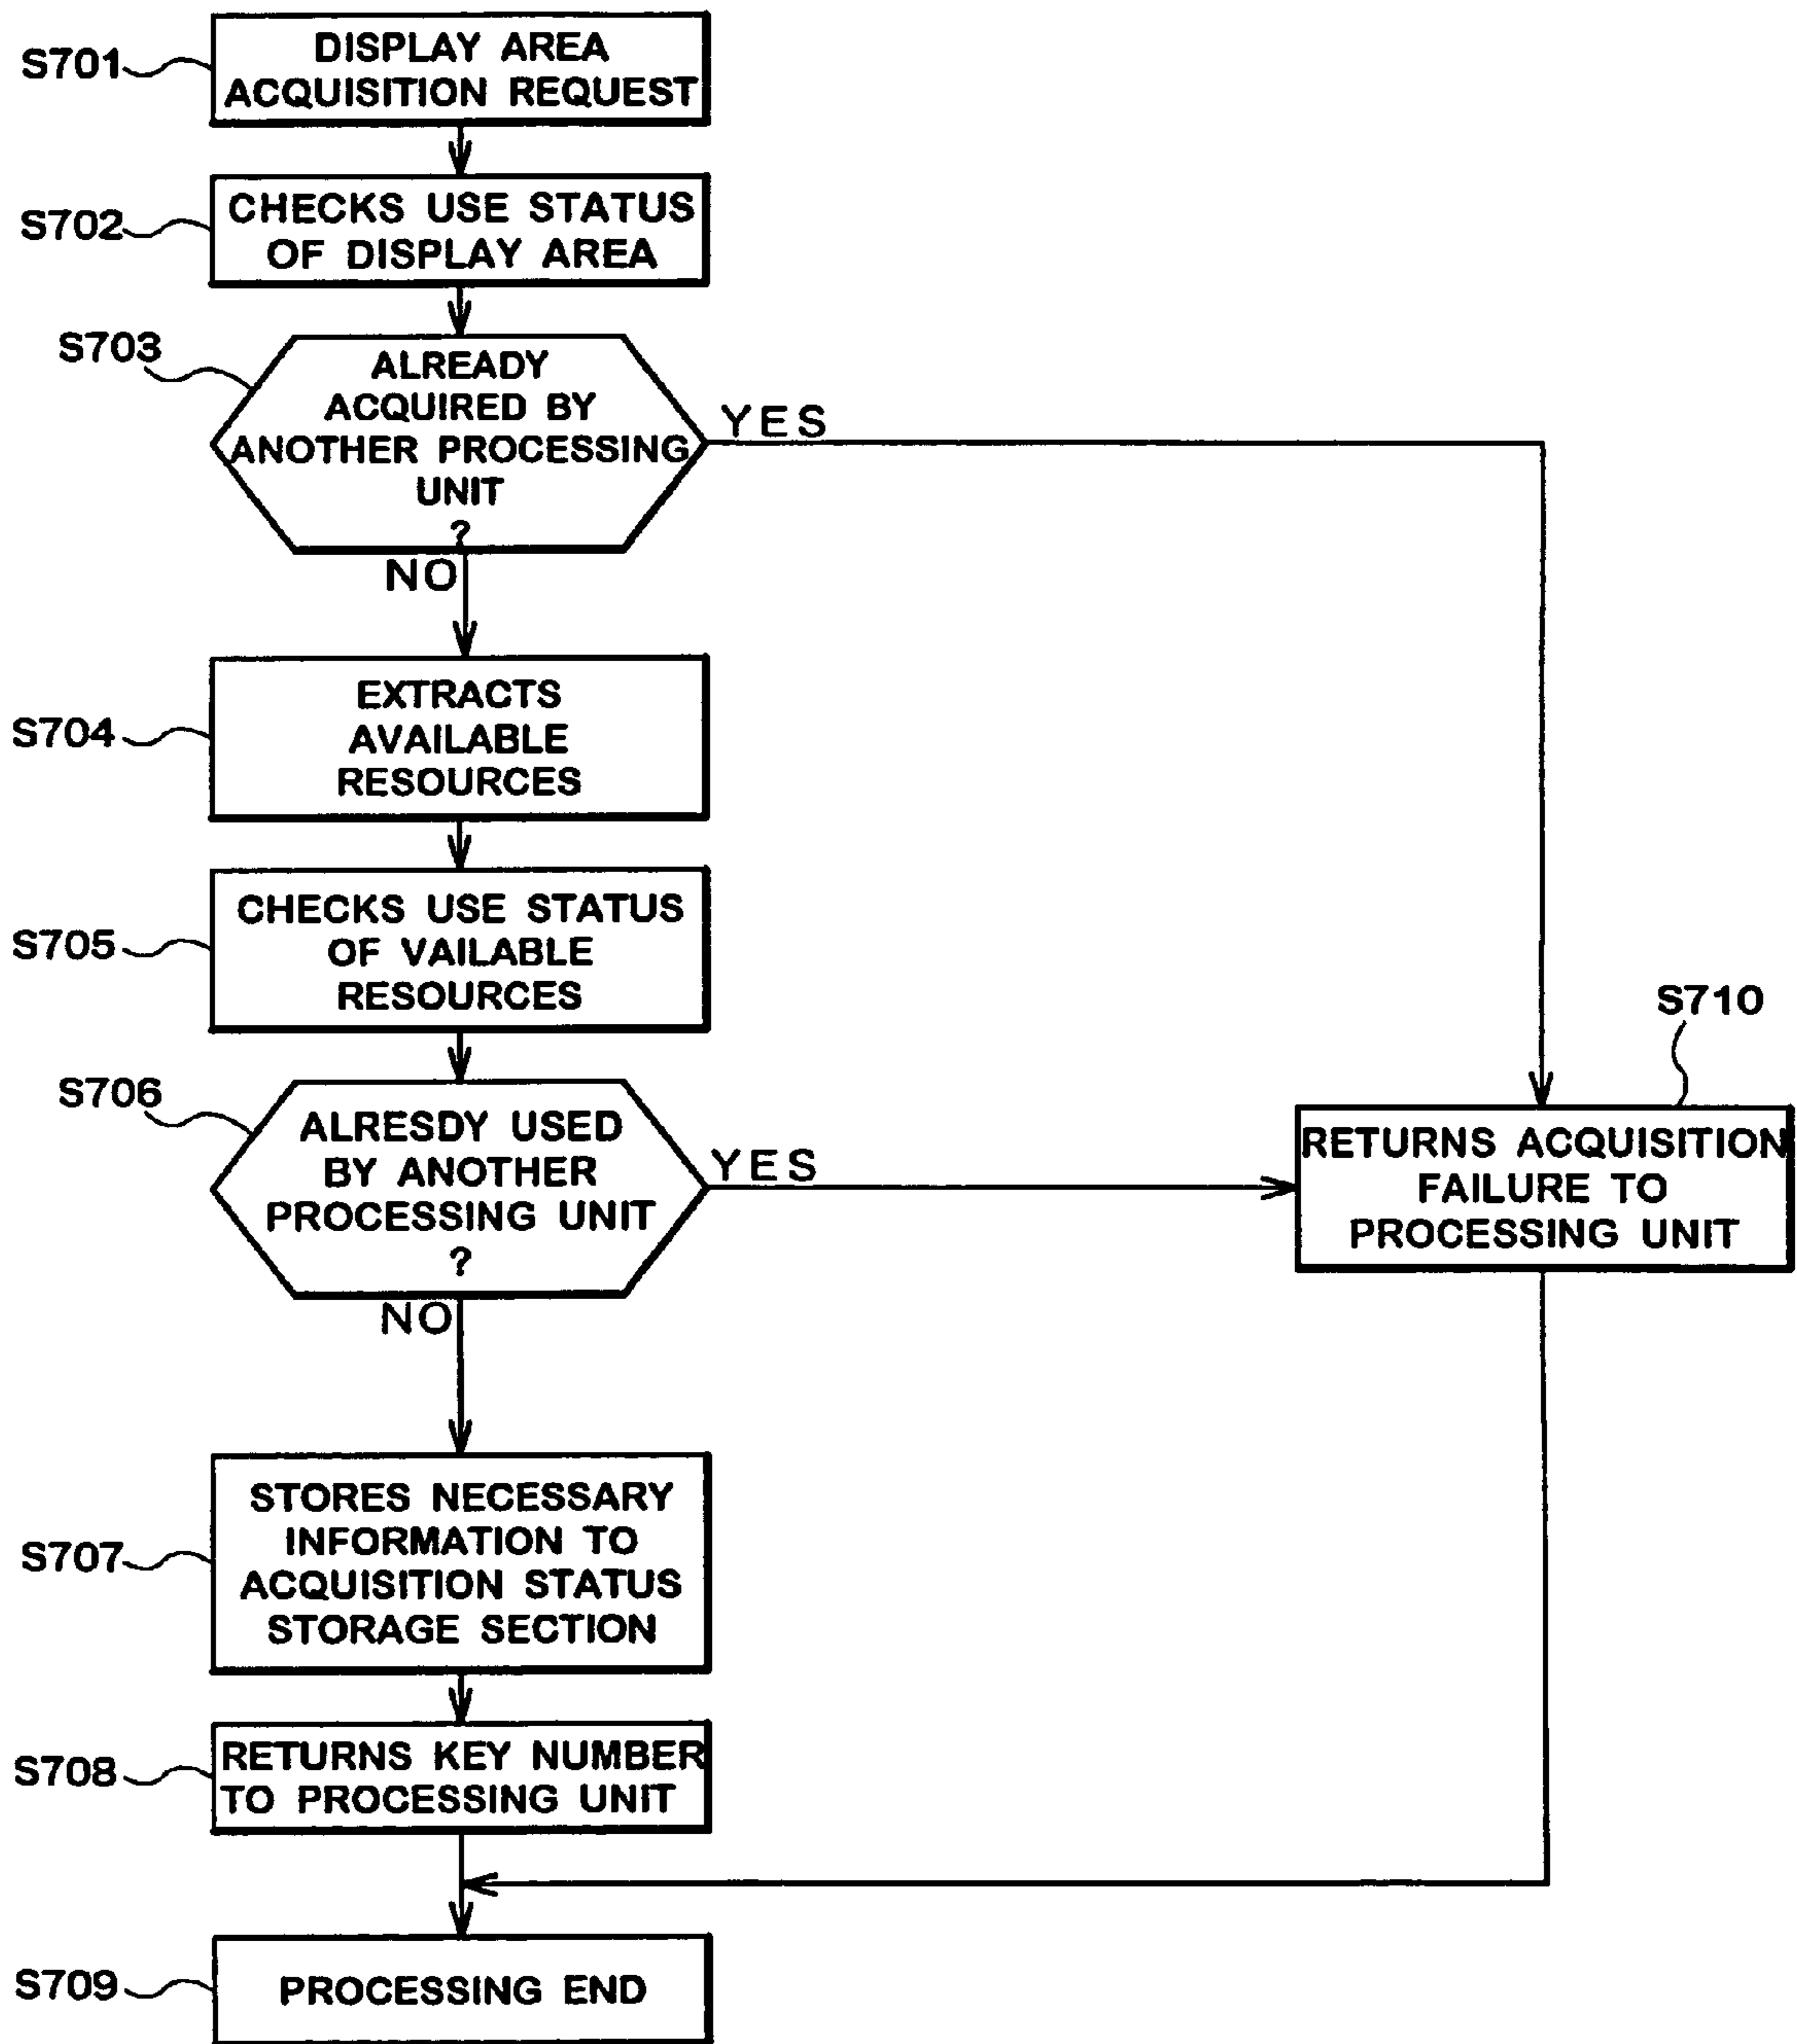 S701
DISPLAY AREA
ACQUISITION REQUEST
S702
CHECKS USE STATUS
OF DISPLAY AREA
S703
ALREADY
ACQUIRED BY
ANOTHER PROCESSING
UNIT
?
YES
NO
S704
EXTRACTS
AVAILABLE
RESOURCES
S705
CHECKS USE STATUS
OF VAILABLE
RESOURCES
S706
ALRESDY USED
BY ANOTHER
PROCESSING UNIT
?
YES
NO
S710
RETURNS ACQUISITION
FAILURE TO
PROCESSING UNIT
S707
STORES NECESSARY
INFORMATION TO
ACQUISITION STATUS
STORAGE SECTION
S708
RETURNS KEY NUMBER
TO PROCESSING UNIT
S709
PROCESSING END